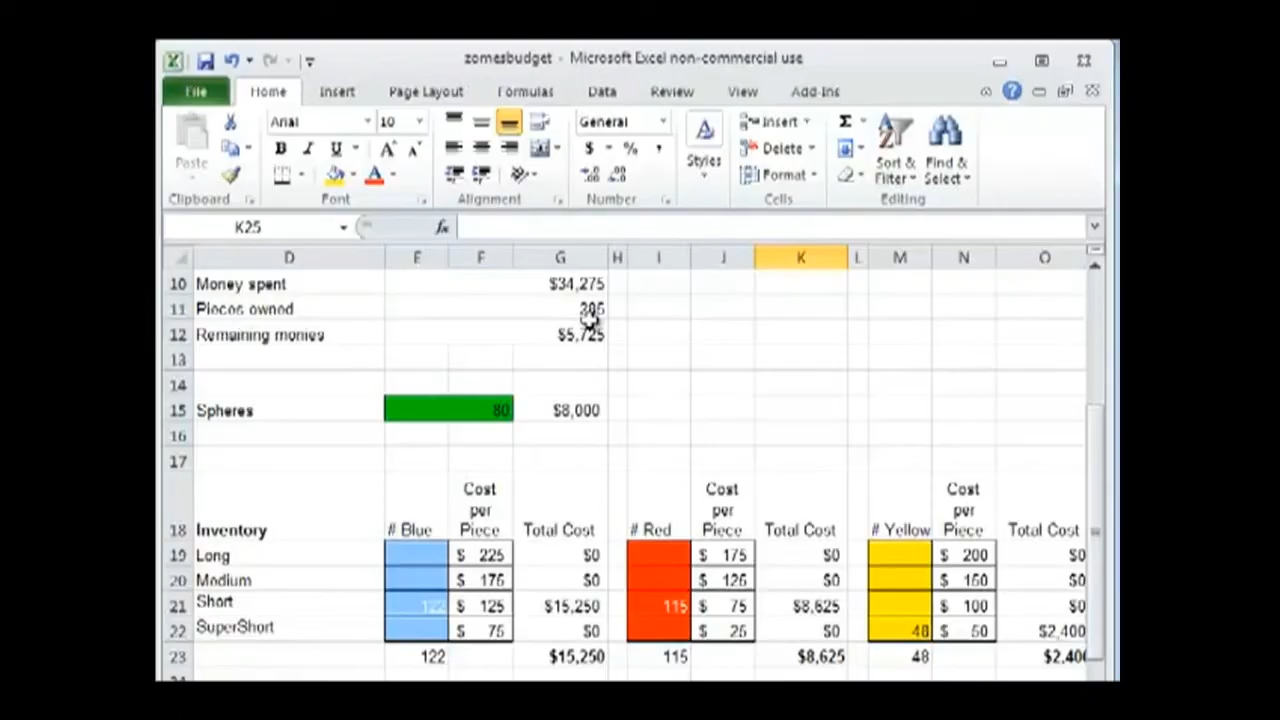 zomesbudget - Microsoft Excel non-commercial use
File Home Insert Page Layout Formulas Data Review View Add-Ins
Paste Arial 10 General Styles Insert Delete Format Sort & Filter Find & Select
Clipboard Font Alignment Number Cells Editing
K25 fx
D E F G H I J K L M N O
10 Money spent $34,275
11 Pieces owned
12 Remaining monies $5,725
13
14
15 Spheres 80 $8,000
16
17
18 Inventory # Blue Cost per Piece Total Cost # Red Cost per Piece Total Cost # Yellow Cost per Piece Total Cost
19 Long $ 225 $0 $ 175 $0 $ 200 $0
20 Medium $ 175 $0 $ 125 $0 $ 150 $0
21 Short 122 $ 125 $15,250 115 $ 75 $8,625 $ 100 $0
22 SuperShort $ 75 $0 $ 25 $0 48 $ 50 $2,400
23 122 $15,250 115 $8,625 48 $2,400